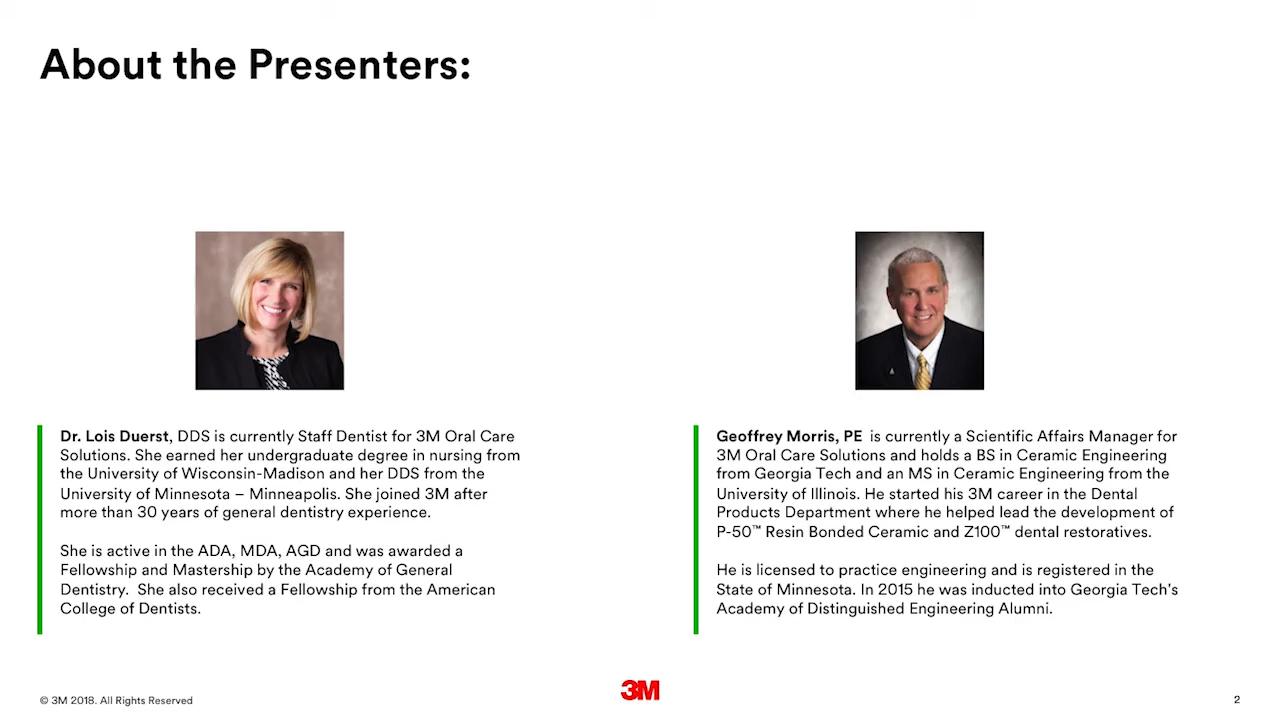 About the Presenters:
Dr. Lois Duerst, DDS is currently Staff Dentist for 3M Oral Care
Solutions. She earned her undergraduate degree in nursing from
the University of Wisconsin-Madison and her DDS from the
University of Minnesota – Minneapolis. She joined 3M after
more than 30 years of general dentistry experience.
She is active in the ADA, MDA, AGD and was awarded a
Fellowship and Mastership by the Academy of General
Dentistry. She also received a Fellowship from the American
College of Dentists.
Geoffrey Morris, PE is currently a Scientific Affairs Manager for
3M Oral Care Solutions and holds a BS in Ceramic Engineering
from Georgia Tech and an MS in Ceramic Engineering from the
University of Illinois. He started his 3M career in the Dental
Products Department where he helped lead the development of
P-50™ Resin Bonded Ceramic and Z100™ dental restoratives.
He is licensed to practice engineering and is registered in the
State of Minnesota. In 2015 he was inducted into Georgia Tech's
Academy of Distinguished Engineering Alumni.
© 3M 2018. All Rights Reserved
3M
2